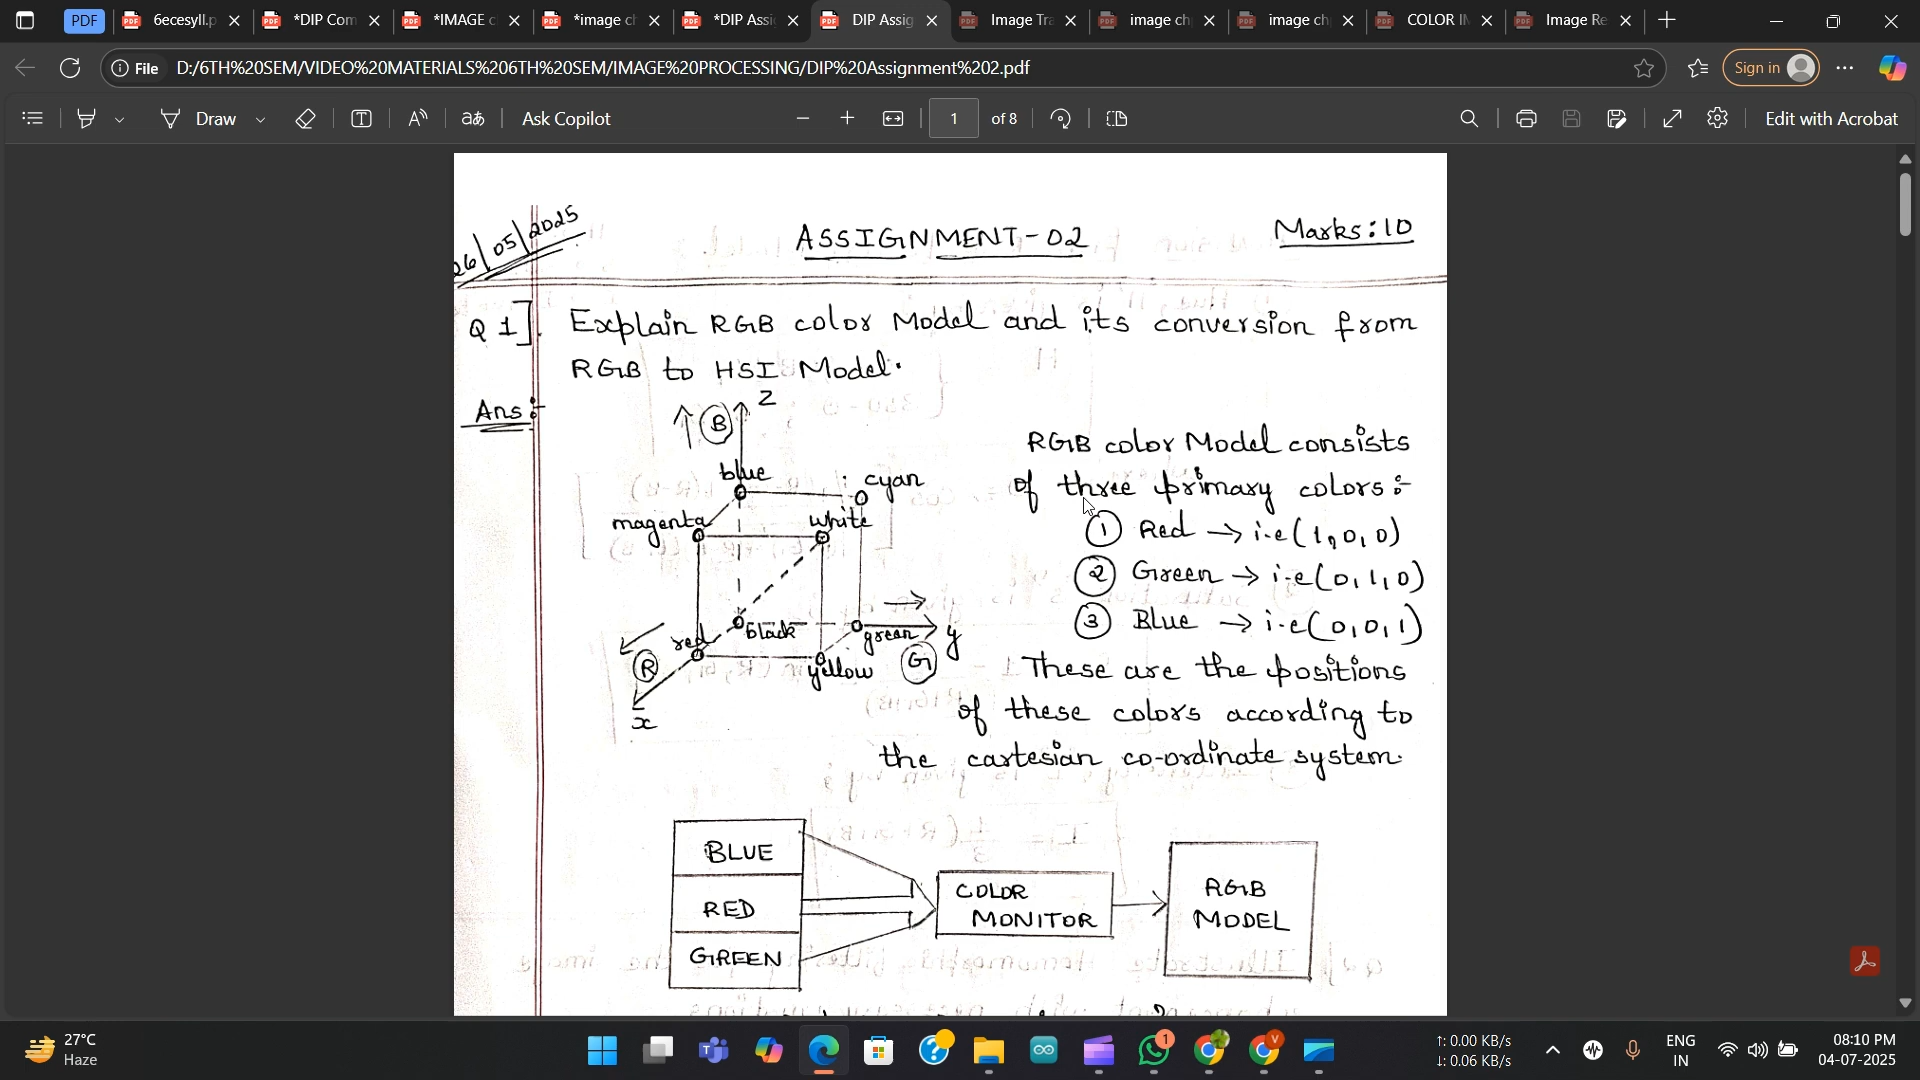 PDF
6ecesyll.p
*DIP Com
*IMAGE c
*image ch
*DIP Assi
DIP Assig
Image Tra
image ch
image ch
COLOR IM
Image Re
File
D:/6TH%20SEM/VIDEO%20MATERIALS%206TH%20SEM/IMAGE%20PROCESSING/DIP%20Assignment%202.pdf
Sign in
Draw
aあ
Ask Copilot
1
of 8
Edit with Acrobat
26/05/2025
ASSIGNMENT-02
Marks:10
Q1]. Explain RGB color Model and its conversion from
RGB to HSI Model.
Ans:-
B
z
blue
cyan
magenta
white
red
black
green
y
R
yellow
G
x
RGB color Model consists
of three primary colors:-
① Red → i.e(1,0,0)
② Green → i.e(0,1,0)
③ Blue → i.e(0,0,1)
These are the positions
of these colors according to
the cartesian co-ordinate system.
BLUE
RED
GREEN
COLOR
MONITOR
RGB
MODEL
27°C
Haze
1
V
↑: 0.00 KB/s
↓: 0.06 KB/s
ENG
IN
08:10 PM
04-07-2025